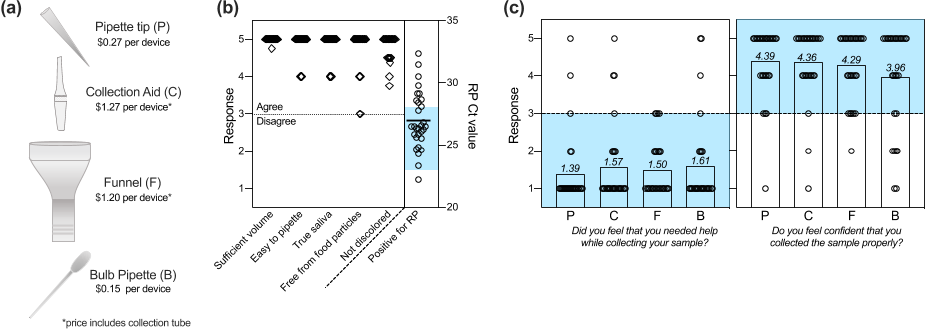 (a)
Pipette tip (P)
$0.27 per device
Collection Aid (C)
$1.27 per device*
Funnel (F)
$1.20 per device*
Bulb Pipette (B)
$0.15 per device
*price includes collection tube
(b)
Response
5
4
3
2
1
Agree
Disagree
35
30
25
20
RP Ct value
Sufficient volume
Easy to pipette
True saliva
Free from food particles
Not discolored
Positive for RP
(c)
Response
5
4
3
2
1
1.39
1.57
1.50
1.61
P
C
F
B
Did you feel that you needed help
while collecting your sample?
4.39
4.36
4.29
3.96
P
C
F
B
Do you feel confident that you
collected the sample properly?